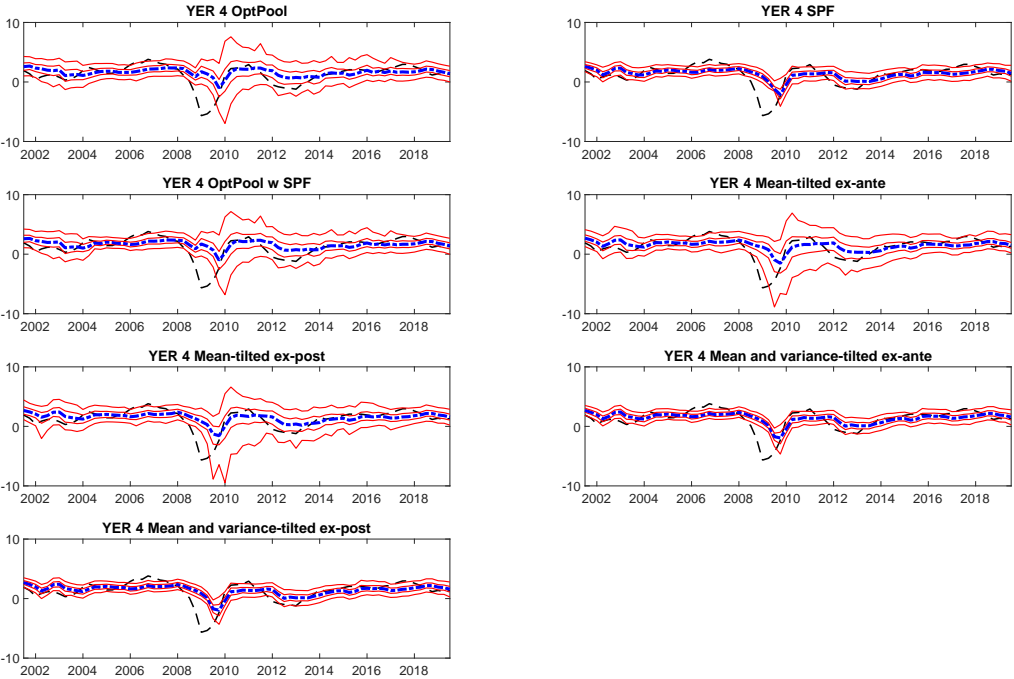 YER 4 OptPool
10
0
-10
2002 2004 2006 2008 2010 2012 2014 2016 2018
YER 4 SPF
10
0
-10
2002 2004 2006 2008 2010 2012 2014 2016 2018
YER 4 OptPool w SPF
10
0
-10
2002 2004 2006 2008 2010 2012 2014 2016 2018
YER 4 Mean-tilted ex-ante
10
0
-10
2002 2004 2006 2008 2010 2012 2014 2016 2018
YER 4 Mean-tilted ex-post
10
0
-10
2002 2004 2006 2008 2010 2012 2014 2016 2018
YER 4 Mean and variance-tilted ex-ante
10
0
-10
2002 2004 2006 2008 2010 2012 2014 2016 2018
YER 4 Mean and variance-tilted ex-post
10
0
-10
2002 2004 2006 2008 2010 2012 2014 2016 2018